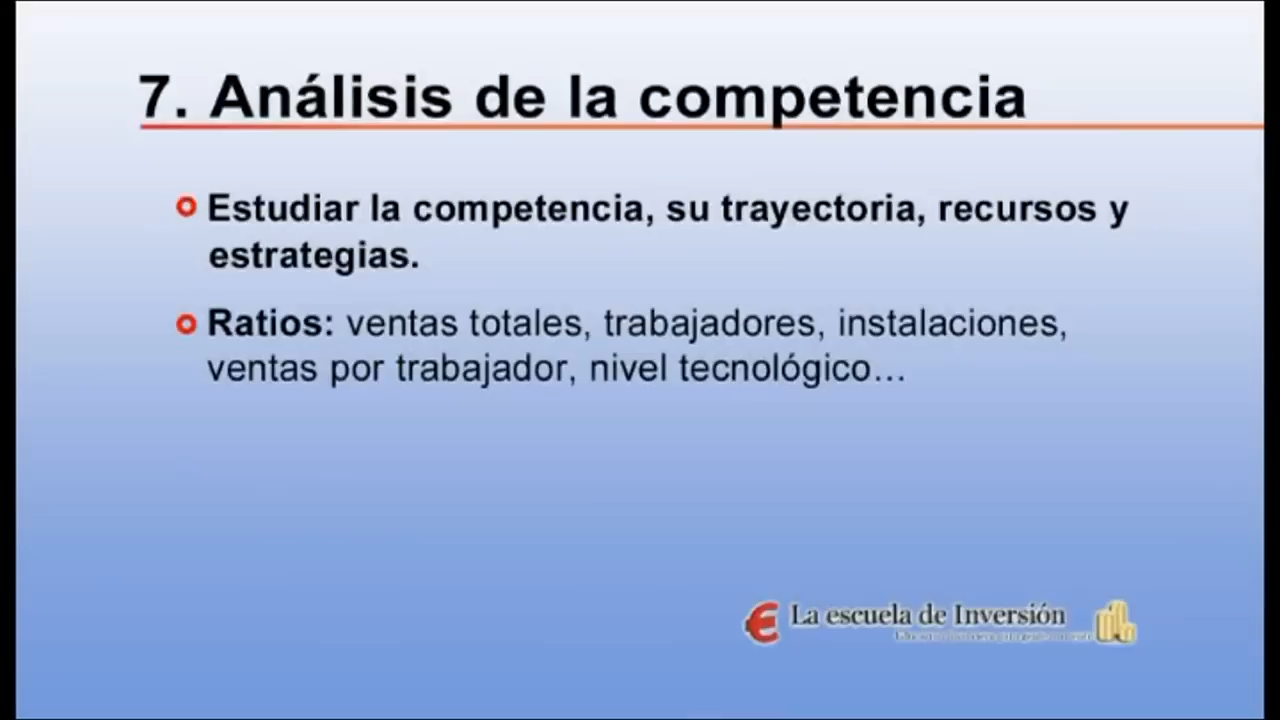 7. Análisis de la competencia
Estudiar la competencia, su trayectoria, recursos y
estrategias.
Ratios: ventas totales, trabajadores, instalaciones,
ventas por trabajador, nivel tecnológico...
La escuela de Inversión